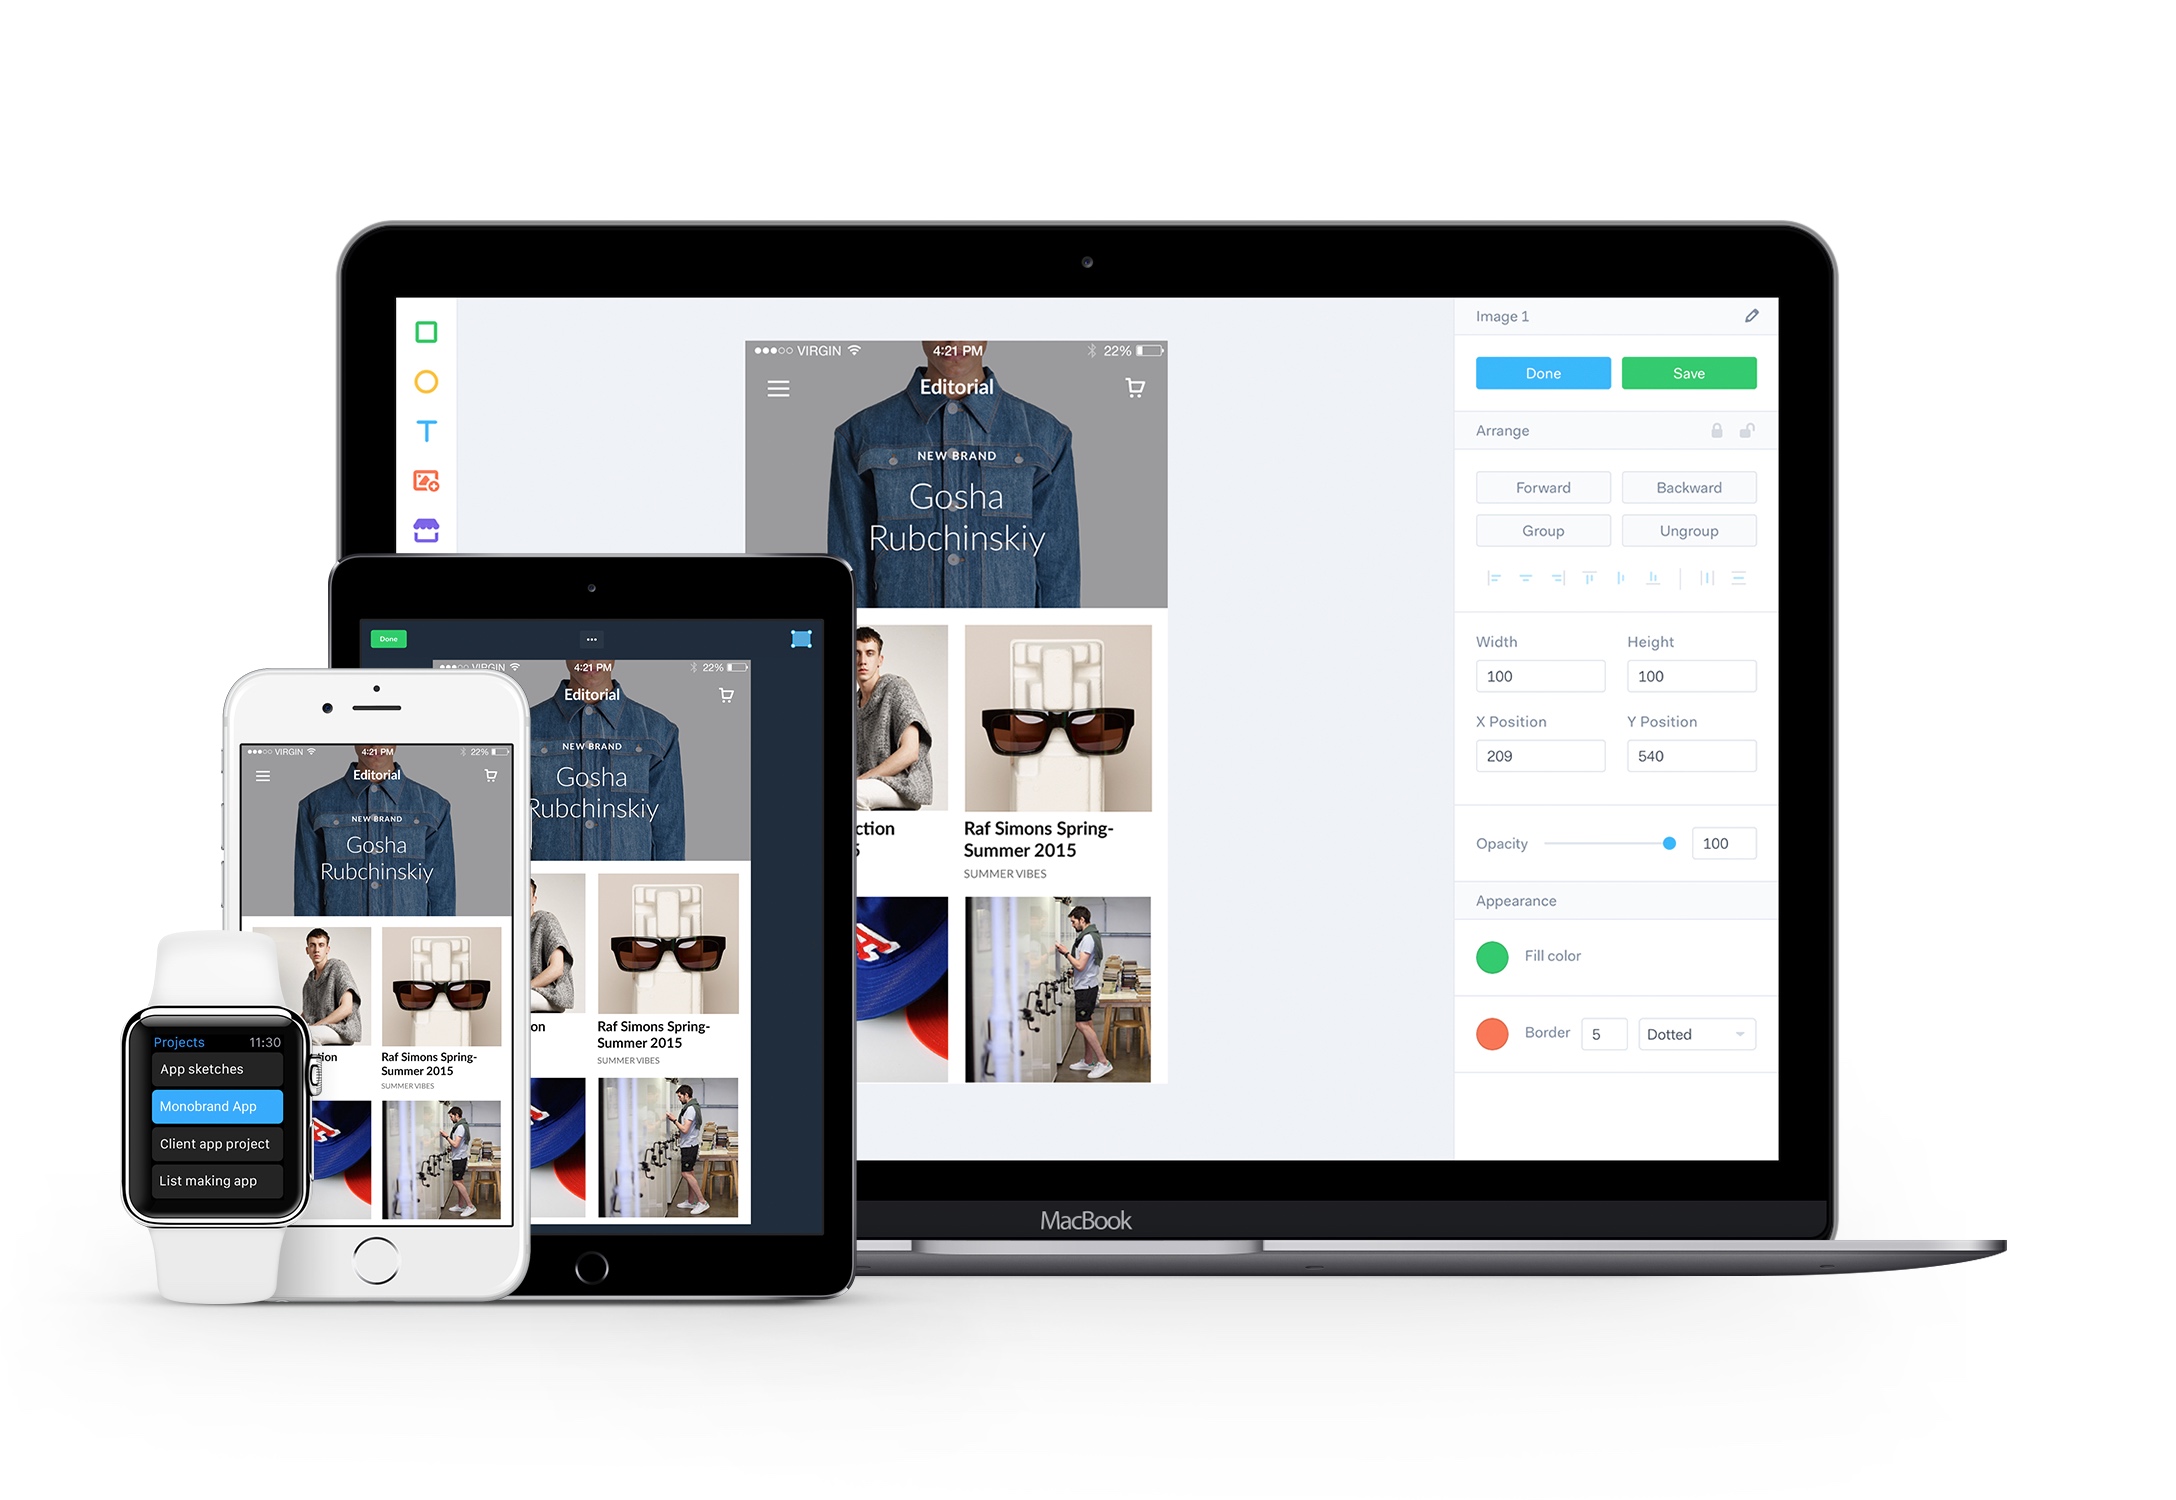 Image 1
Done
Save
Arrange
Forward
Backward
Group
Ungroup
Width
Height
100
100
X Position
Y Position
209
540
Opacity
100
Appearance
Fill color
Border
5
Dotted
VIRGIN
4:21 PM
22%
Editorial
NEW BRAND
Gosha
Rubchinskiy
ction
5
Raf Simons Spring-
Summer 2015
SUMMER VIBES
A
MacBook
Done
VIRGIN
4:21 PM
22%
Editorial
NEW BRAND
Gosha
Rubchinskiy
on
Raf Simons Spring-
Summer 2015
SUMMER VIBES
VIRGIN
4:21 PM
22%
Editorial
NEW BRAND
Gosha
Rubchinskiy
tion
Raf Simons Spring-
Summer 2015
SUMMER VIBES
Projects
11:30
App sketches
Monobrand App
Client app project
List making app